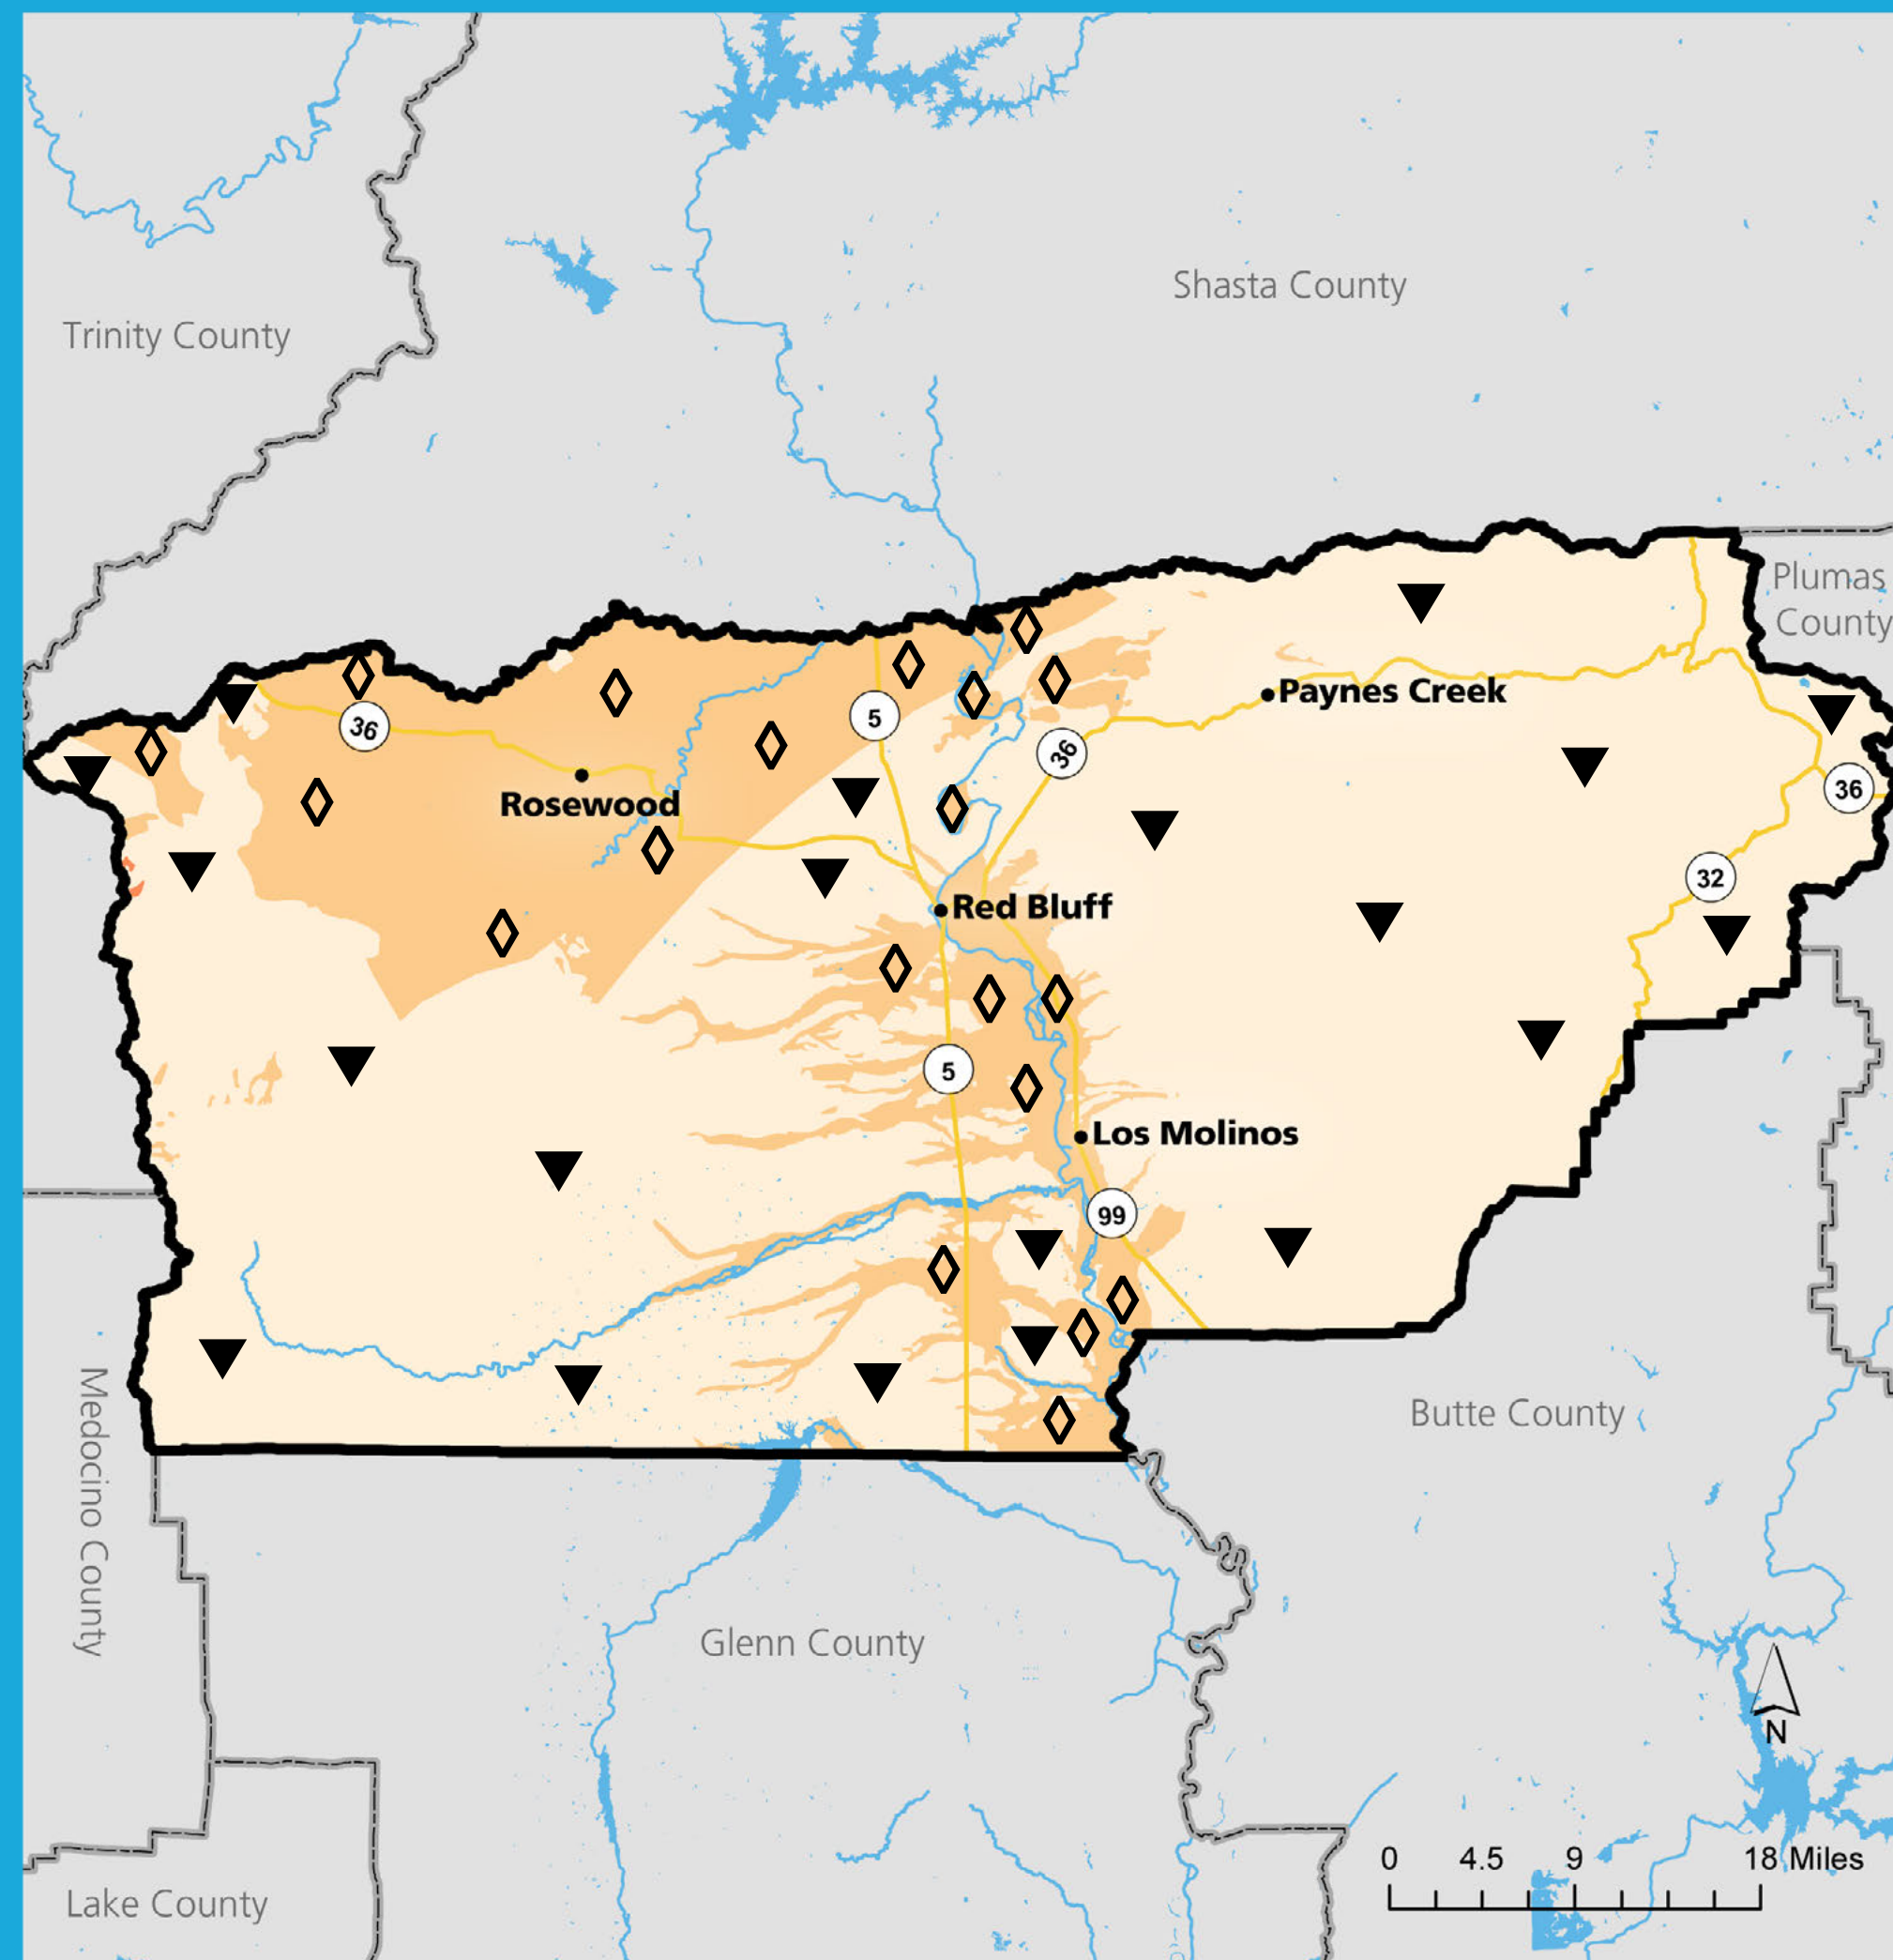 Shasta County
Trinity County
Plumas
County
Paynes Creek
5
36
36
36
Rosewood
32
Red Bluff
5
Los Molinos
99
Medocino County
Butte County
Glenn County
N
0 4.5 9 18 Miles
Lake County